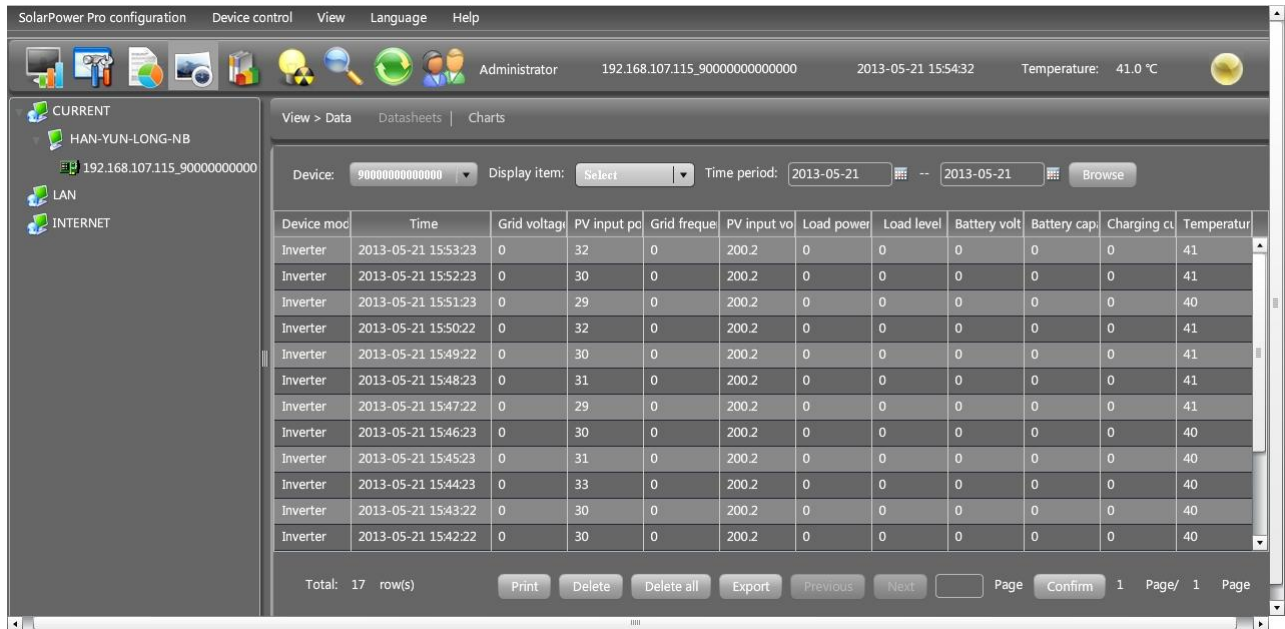 SolarPower Pro configuration Device control View Language Help
Administrator 192.168.107.115_90000000000000 2013-05-21 15:54:32 Temperature: 41.0 ℃
CURRENT
HAN-YUN-LONG-NB
192.168.107.115_90000000000
LAN
INTERNET
View > Data Datasheets | Charts
Device: 90000000000000 Display item: Select Time period: 2013-05-21 -- 2013-05-21 Browse
Device mod Time Grid voltage PV input po Grid freque PV input vo Load power Load level Battery volt Battery capa Charging cu Temperatur
Inverter 2013-05-21 15:53:23 0 32 0 200.2 0 0 0 0 0 41
Inverter 2013-05-21 15:52:23 0 30 0 200.2 0 0 0 0 0 41
Inverter 2013-05-21 15:51:23 0 29 0 200.2 0 0 0 0 0 40
Inverter 2013-05-21 15:50:22 0 32 0 200.2 0 0 0 0 0 41
Inverter 2013-05-21 15:49:22 0 30 0 200.2 0 0 0 0 0 41
Inverter 2013-05-21 15:48:23 0 31 0 200.2 0 0 0 0 0 41
Inverter 2013-05-21 15:47:22 0 29 0 200.2 0 0 0 0 0 41
Inverter 2013-05-21 15:46:23 0 30 0 200.2 0 0 0 0 0 40
Inverter 2013-05-21 15:45:23 0 31 0 200.2 0 0 0 0 0 40
Inverter 2013-05-21 15:44:23 0 33 0 200.2 0 0 0 0 0 40
Inverter 2013-05-21 15:43:22 0 30 0 200.2 0 0 0 0 0 40
Inverter 2013-05-21 15:42:22 0 30 0 200.2 0 0 0 0 0 40
Total: 17 row(s) Print Delete Delete all Export Previous Next Page Confirm 1 Page/ 1 Page